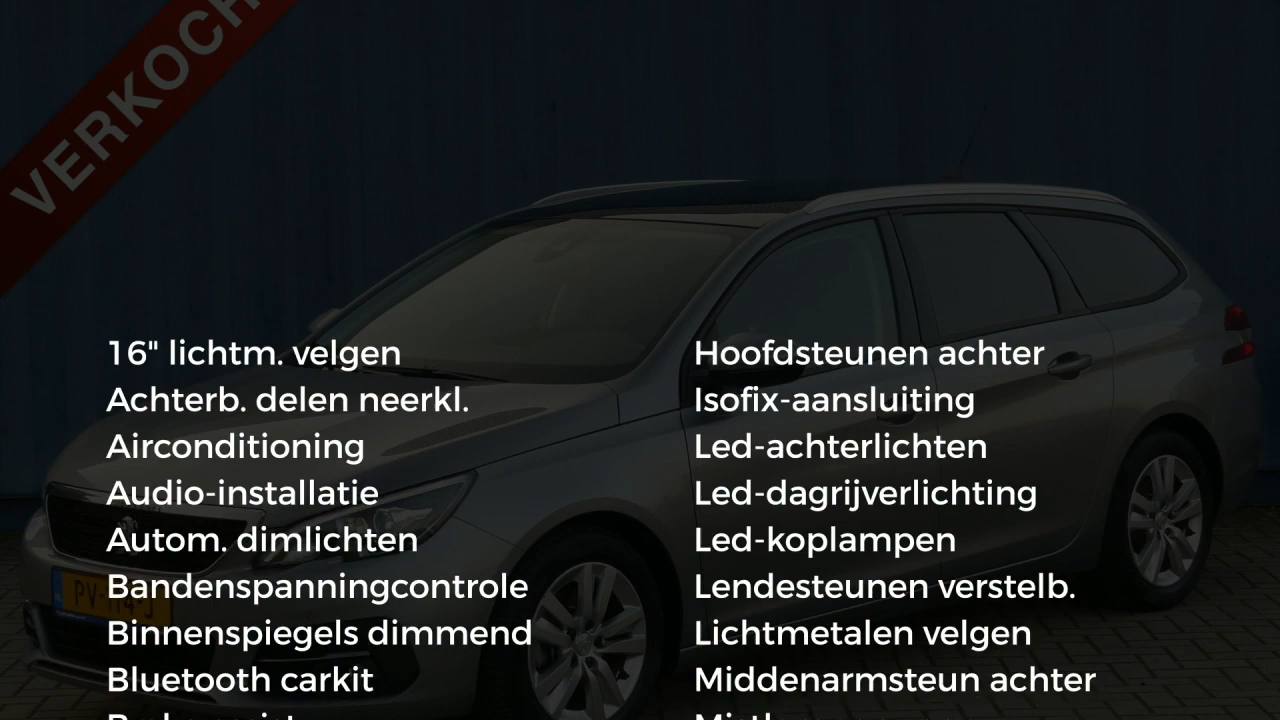 VERKOCH
16" lichtm. velgen
Achterb. delen neerkl.
Airconditioning
Audio-installatie
Autom. dimlichten
Bandenspanningcontrole
Binnenspiegels dimmend
Bluetooth carkit
Hoofdsteunen achter
Isofix-aansluiting
Led-achterlichten
Led-dagrijverlichting
Led-koplampen
Lendesteunen verstelb.
Lichtmetalen velgen
Middenarmsteun achter